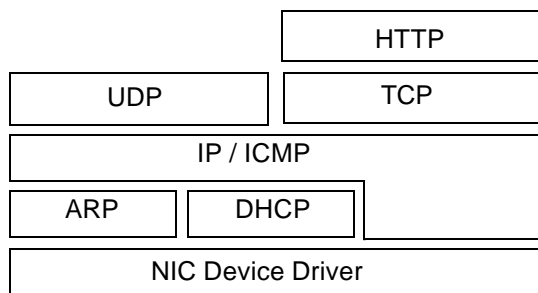 HTTP
UDP TCP
IP / ICMP
ARP DHCP
NIC Device Driver